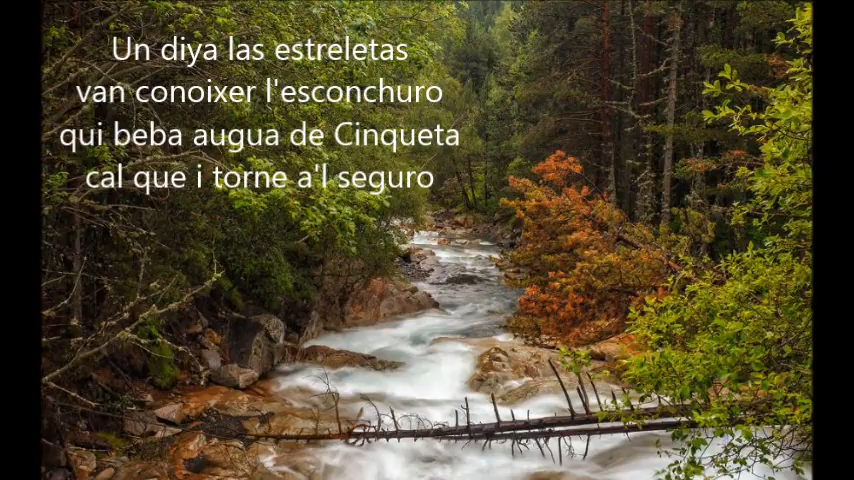 Un diya las estreletas
van conoixer l'esconchuro
qui beba augua de Cinqueta
cal que i torne a'l seguro